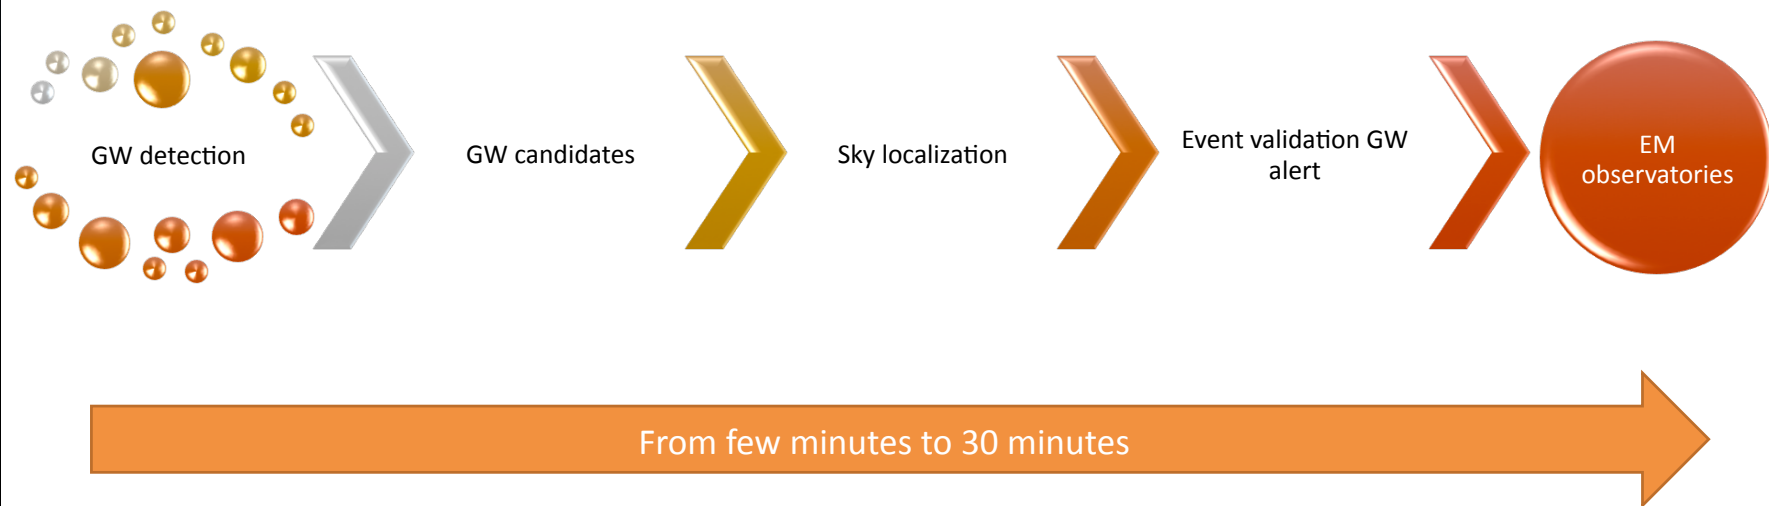 GW detection
GW candidates
Sky localization
Event validation GW
alert
EM
observatories
From few minutes to 30 minutes